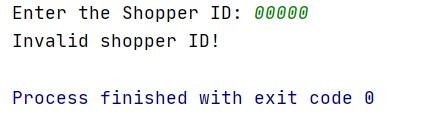 Enter the Shopper ID: 00000
Invalid shopper ID!
Process finished with exit code 0